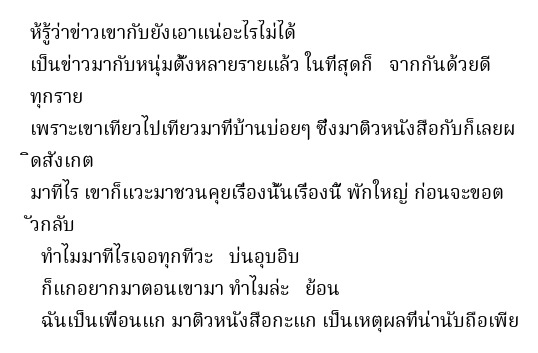 ห้รู้ว่าข่าวเขากับยังเอาแน่อะไรไม่ได้
เป็นข่าวมากับหนุ่มตั้งหลายรายแล้ว ในที่สุดก็ จากกันด้วยดี
ทุกราย
เพราะเขาเทียวไปเทียวมาที่บ้านบ่อยๆ ซึ่งมาติวหนังสือกับก็เลยผ
ิดสังเกต
มาทีไร เขาก็แวะมาชวนคุยเรื่องนั้นเรื่องนี้ พักใหญ่ ก่อนจะขอต
ัวกลับ
ทำไมมาทีไรเจอทุกทีวะ บ่นอุบอิบ
ก็แกอยากมาตอนเขามา ทำไมล่ะ ย้อน
ฉันเป็นเพื่อนแก มาติวหนังสือกะแก เป็นเหตุผลที่น่านับถือเพีย